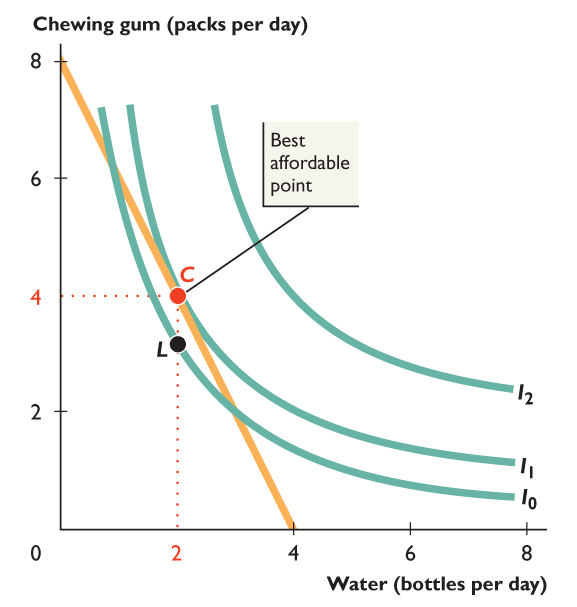 Chewing gum (packs per day)
8
6
Best
affordable
point
C
4
L
2
I2
I1
I0
0
2
4
6
8
Water (bottles per day)